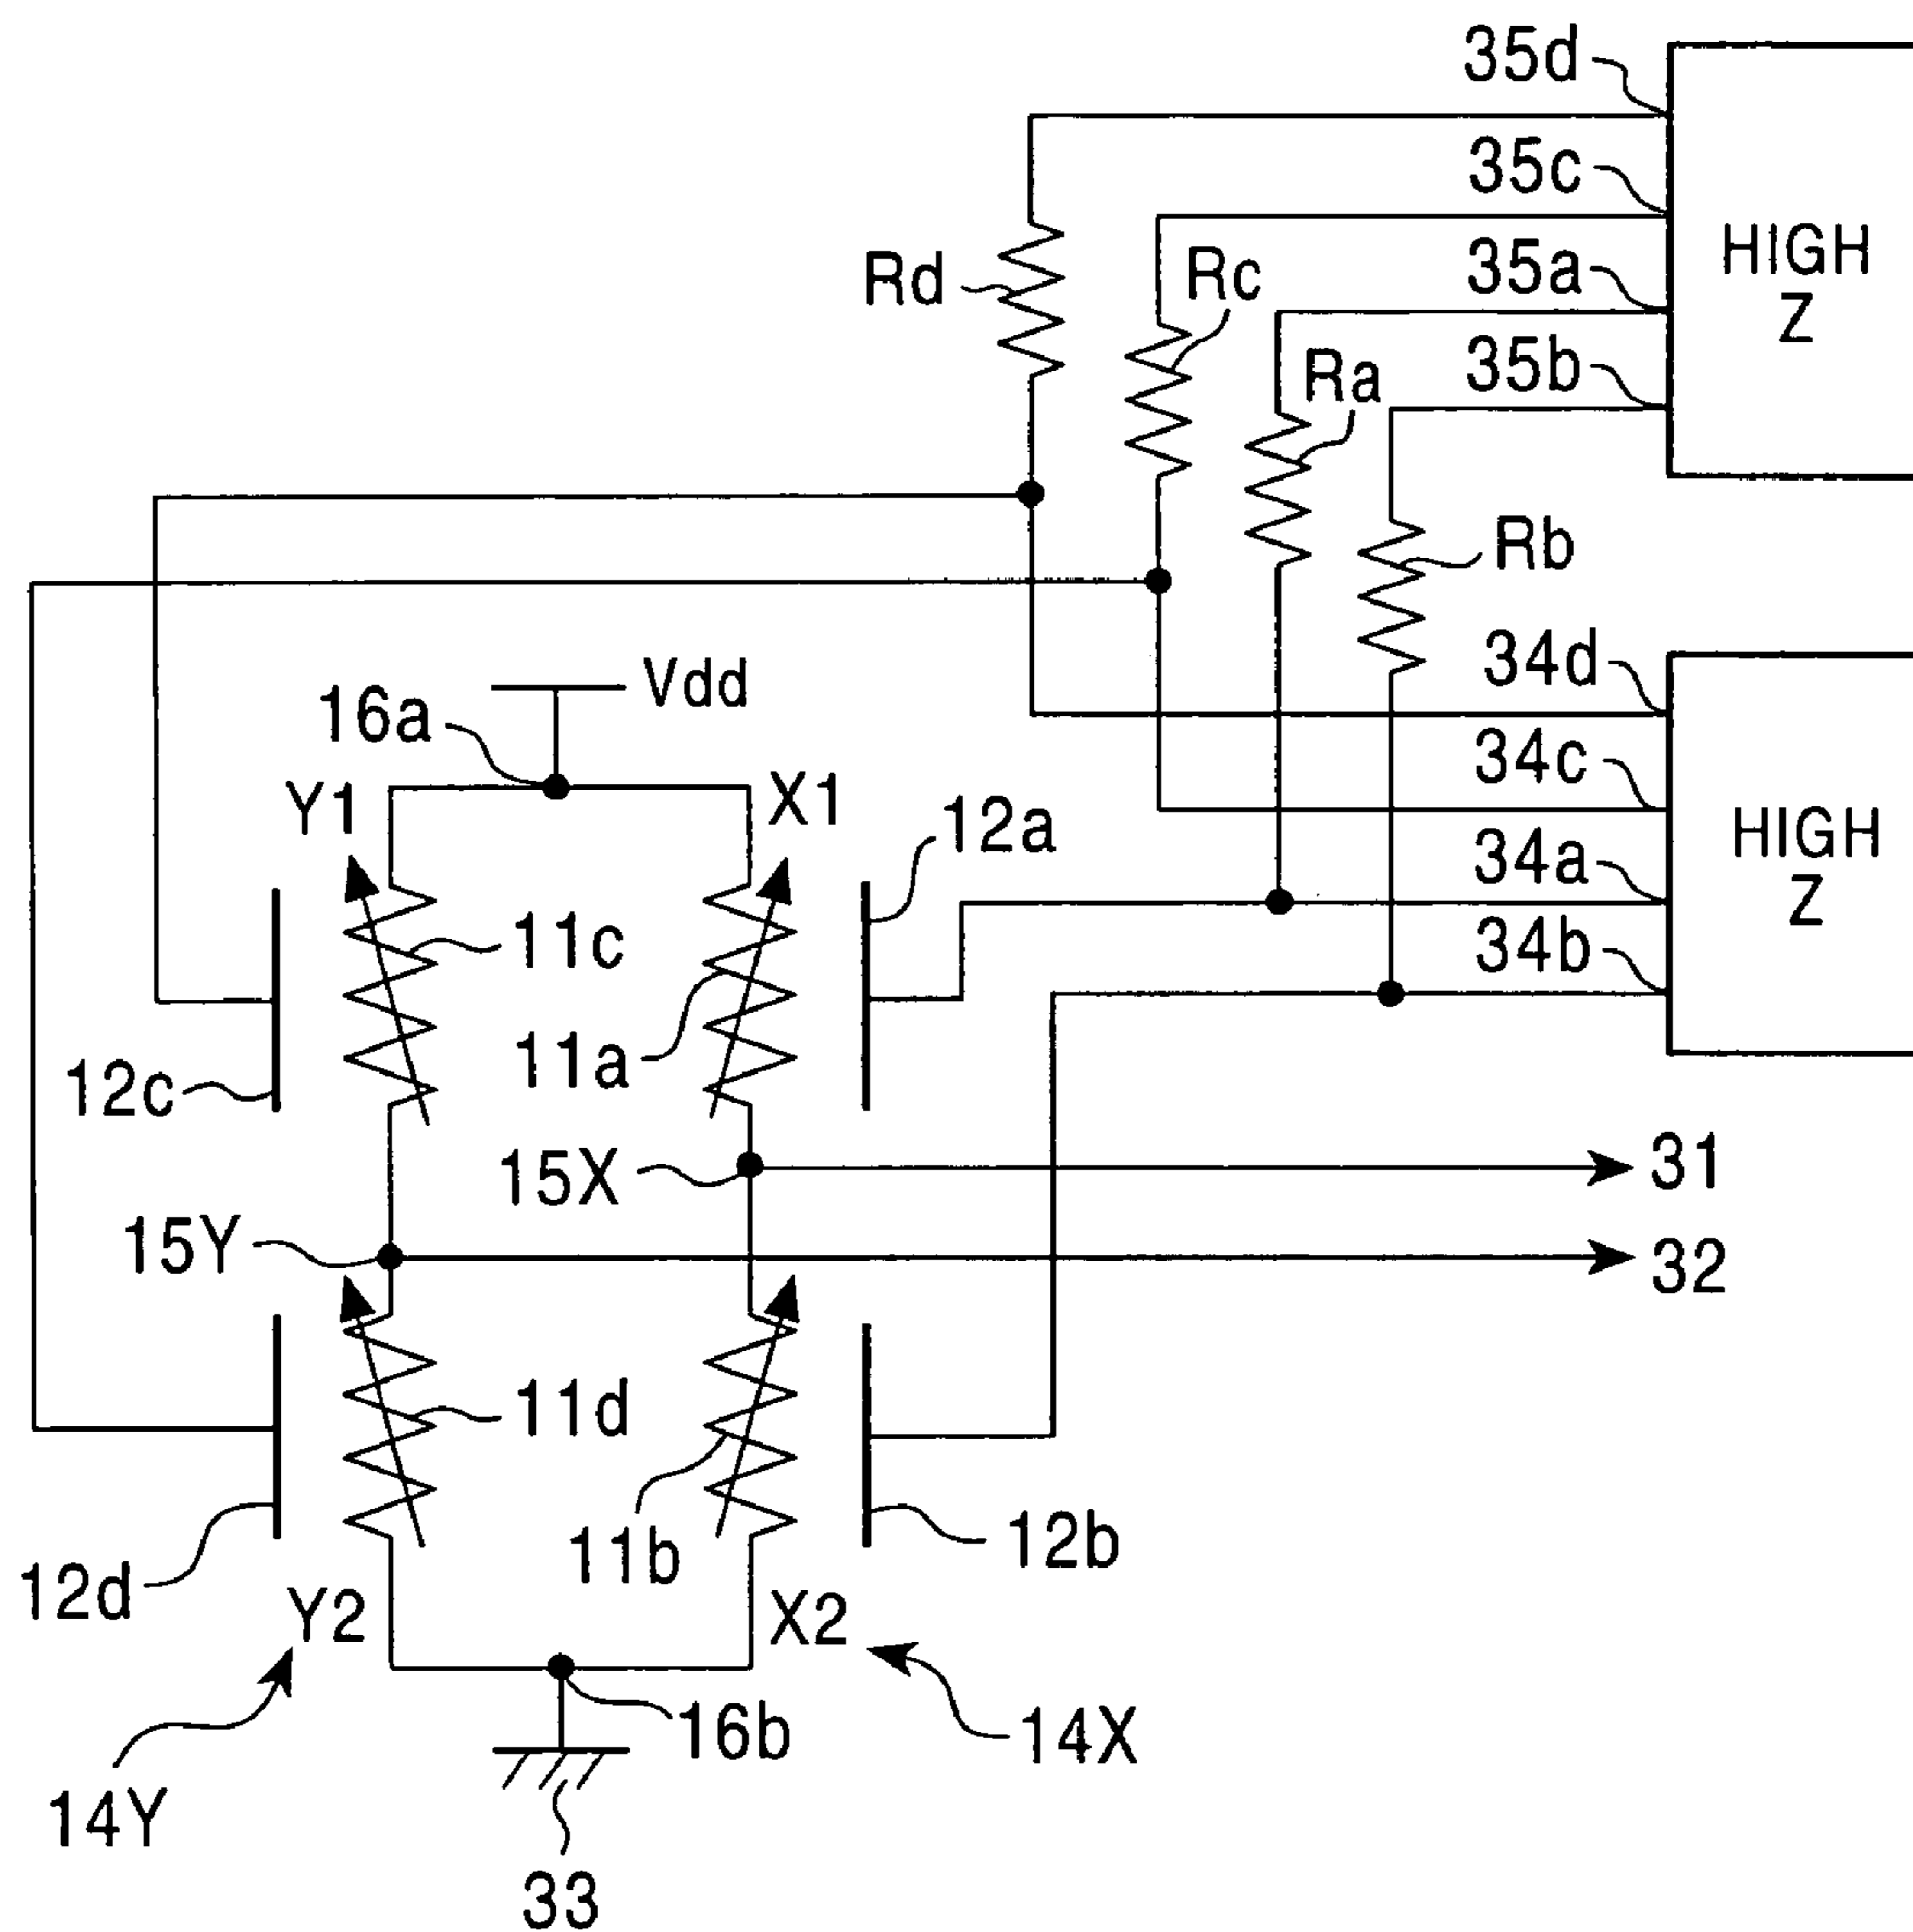 35d
35c
HIGH
Z
Rd
Rc
35a
Ra
35b
Rb
34d
Vdd
16a
34c
Y1
X1
12a
HIGH
Z
34a
11c
34b
11a
12c
15X
31
15Y
32
11d
12b
11b
12d
Y2
X2
16b
14X
14Y
33